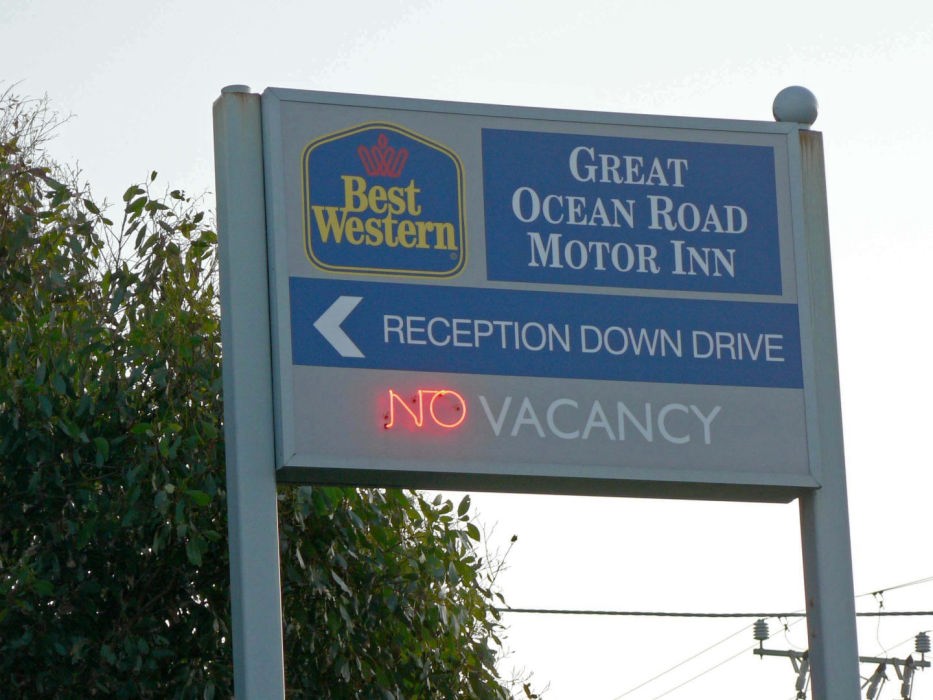 Best
Western
GREAT
OCEAN ROAD
MOTOR INN
RECEPTION DOWN DRIVE
NO VACANCY